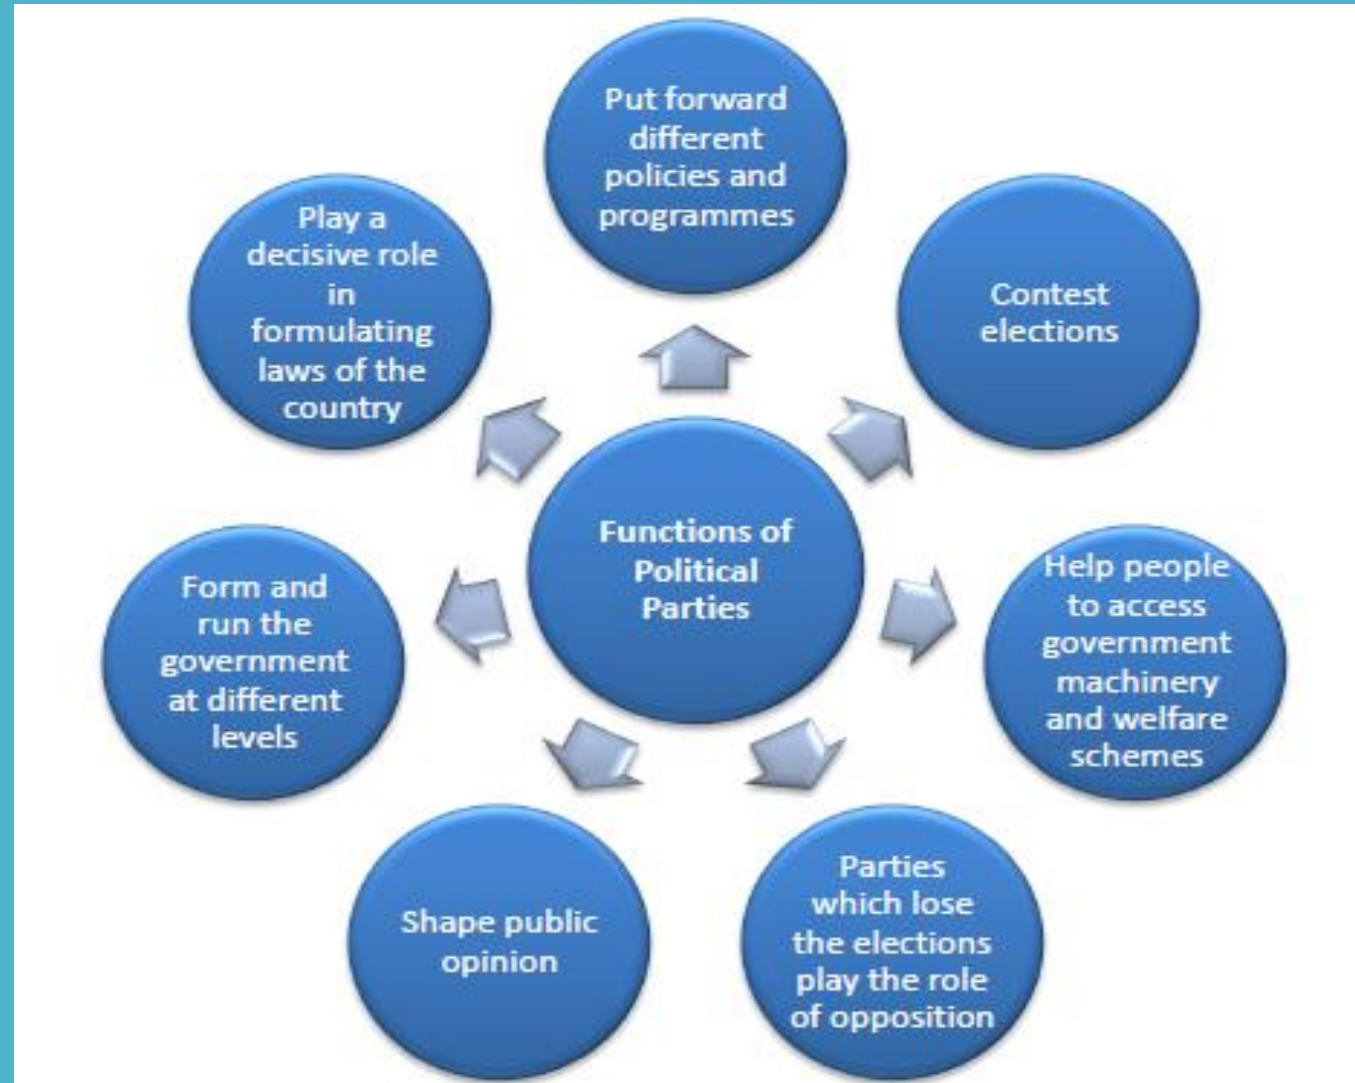 Put forward
different
policies and
programmes
Contest
elections
Help people
to access
government
machinery
and welfare
schemes
Parties
which lose
the elections
play the role
of opposition
Shape public
opinion
Form and
run the
government
at different
levels
Play a
decisive role
in
formulating
laws of the
country
Functions of
Political
Parties